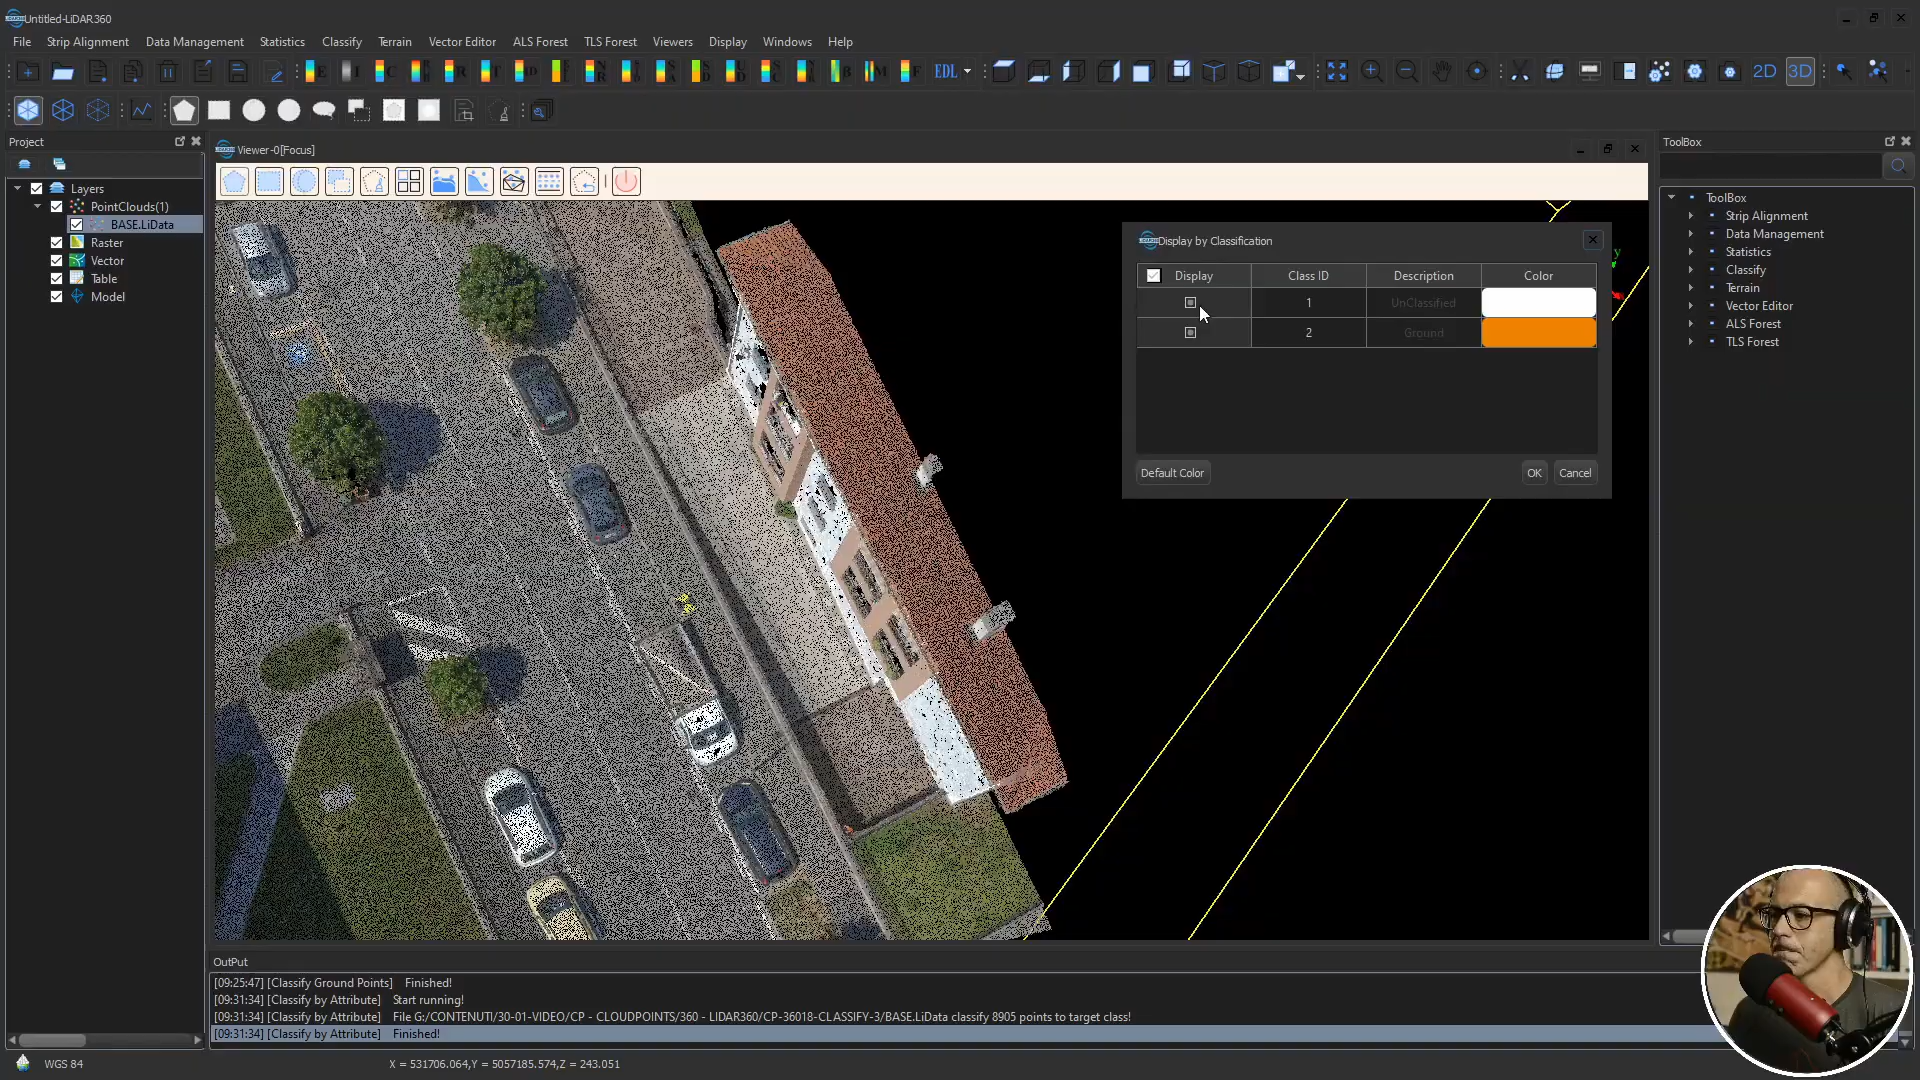 Untitled-LiDAR360
File Strip Alignment Data Management Statistics Classify Terrain Vector Editor ALS Forest TLS Forest Viewers Display Windows Help
EDL 2D 3D
Project
Viewer-0[Focus]
ToolBox
Layers
PointClouds(1)
BASE.LiData
Raster
Vector
Table
Model
Display by Classification
Display Class ID Description Color
1 UnClassified
2 Ground
Default Color OK Cancel
y
ToolBox
Strip Alignment
Data Management
Statistics
Classify
Terrain
Vector Editor
ALS Forest
TLS Forest
OutPut
[09:25:47] [Classify Ground Points] Finished!
[09:31:34] [Classify by Attribute] Start running!
[09:31:34] [Classify by Attribute] File G:/CONTENUTI/30-01-VIDEO/CP - CLOUDPOINTS/360 - LIDAR360/CP-36018-CLASSIFY-3/BASE.LiData classify 8905 points to target class!
[09:31:34] [Classify by Attribute] Finished!
WGS 84
X = 531706.064,Y = 5057185.574,Z = 243.051